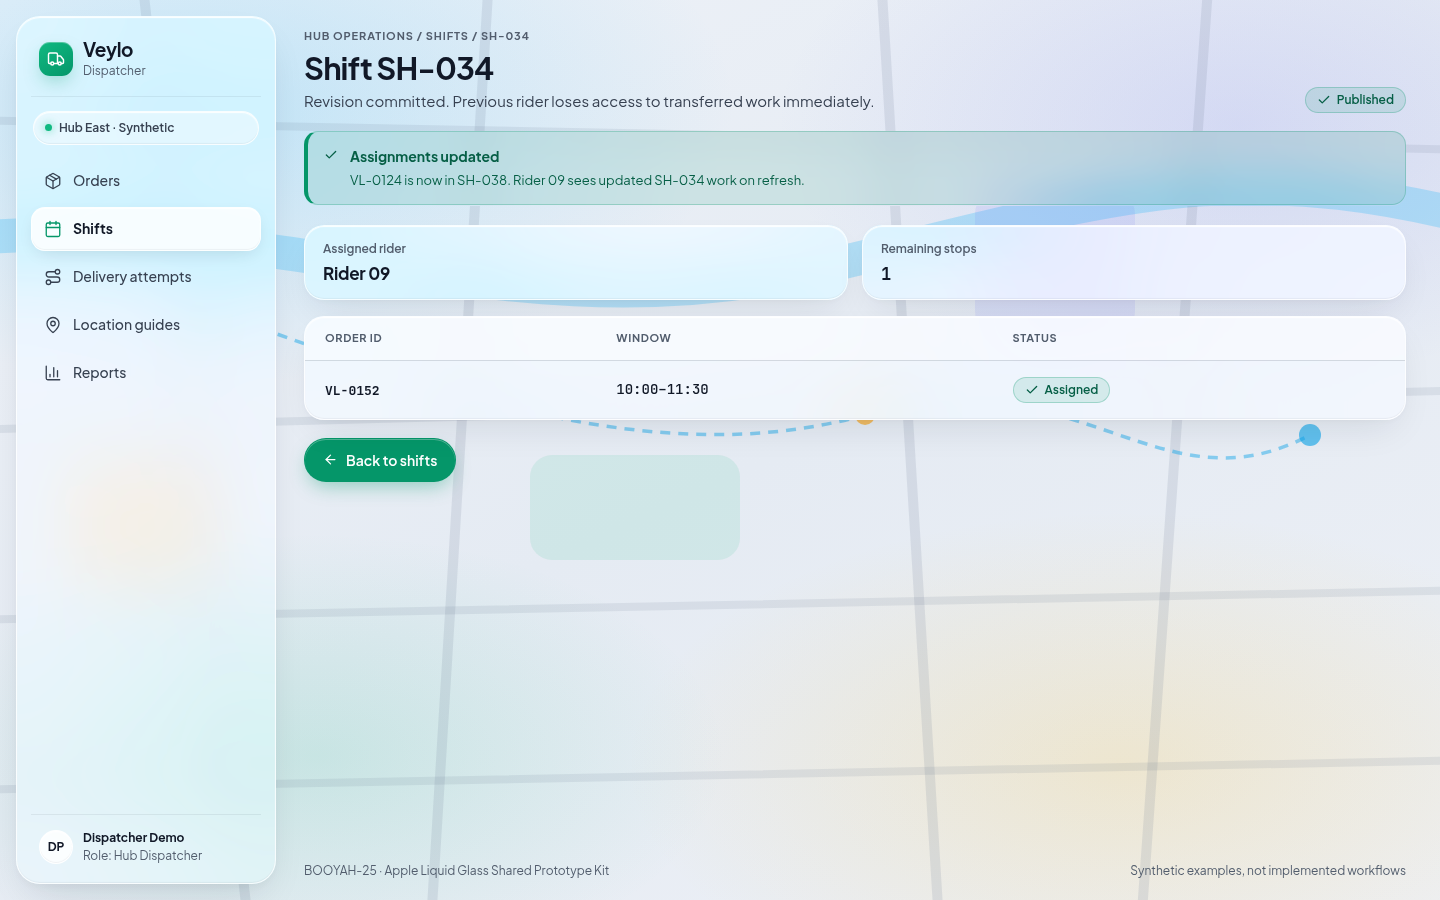 Veylo
Dispatcher
Hub East · Synthetic
Orders
Shifts
Delivery attempts
Location guides
Reports
DP
Dispatcher Demo
Role: Hub Dispatcher
HUB OPERATIONS / SHIFTS / SH-034
Shift SH-034
Revision committed. Previous rider loses access to transferred work immediately.
Published
Assignments updated
VL-0124 is now in SH-038. Rider 09 sees updated SH-034 work on refresh.
Assigned rider
Rider 09
Remaining stops
1
ORDER ID WINDOW STATUS
VL-0152 10:00–11:30 Assigned
Back to shifts
BOOYAH-25 · Apple Liquid Glass Shared Prototype Kit
Synthetic examples, not implemented workflows